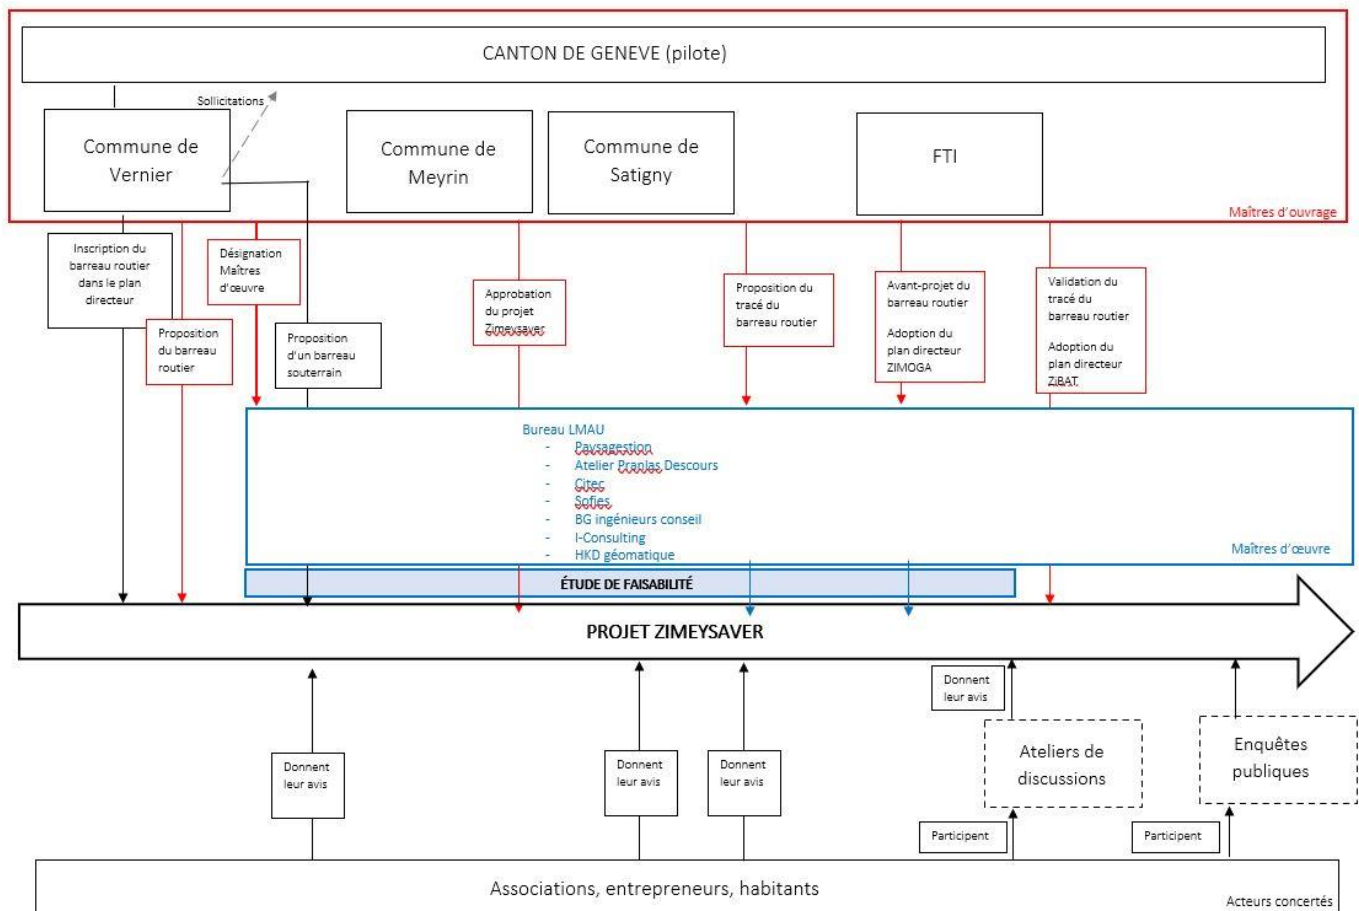 CANTON DE GENEVE (pilote)
Sollicitations
Commune de
Vernier
Commune de
Meyrin
Commune de
Satigny
FTI
Maîtres d'ouvrage
Inscription du
barreau routier
dans le plan
directeur
Proposition
du barreau
routier
Désignation
Maîtres
d'œuvre
Proposition
d'un barreau
souterrain
Approbation
du projet
Zimeysaver
Proposition du
tracé du
barreau routier
Avant-projet du
barreau routier
Adoption du
plan directeur
ZIMOGA
Validation du
tracé du
barreau routier
Adoption du
plan directeur
ZiBAT
Bureau LMAU
- Paysagestion
- Atelier Praplas Descours
- Citec
- Sofies
- BG ingénieurs conseil
- I-Consulting
- HKD géomatique
Maîtres d'œuvre
ÉTUDE DE FAISABILITÉ
PROJET ZIMEYSAVER
Donnent
leur avis
Donnent
leur avis
Donnent
leur avis
Donnent
leur avis
Ateliers de
discussions
Enquêtes
publiques
Participent
Participent
Associations, entrepreneurs, habitants
Acteurs concertés